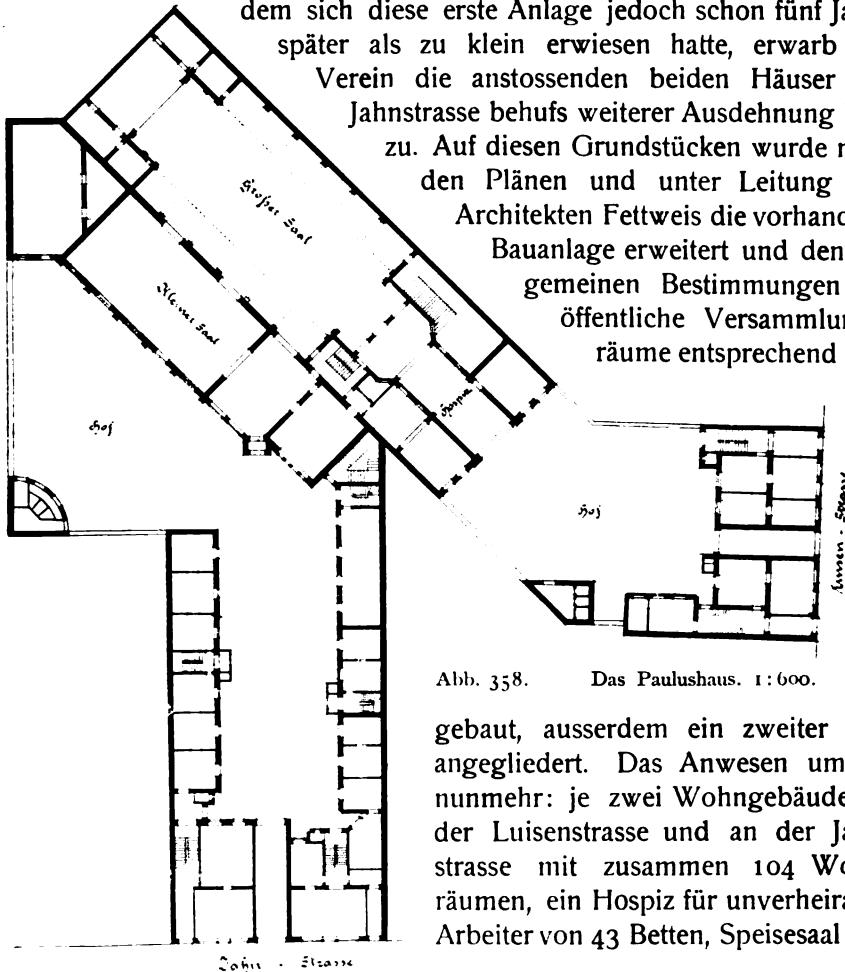 dem sich diese erste Anlage jedoch schon fünf Ja
später als zu klein erwiesen hatte, erwarb
Verein die anstossenden beiden Häuser
Jahnstrasse behufs weiterer Ausdehnung
zu. Auf diesen Grundstücken wurde n
den Plänen und unter Leitung
Architekten Fettweis die vorhand
Bauanlage erweitert und den
gemeinen Bestimmungen
öffentliche Versammlun
räume entsprechend
Großer Saal
Kleiner Saal
Hospiz
Hof
Hof
Luisen - Strasse
Abb. 358. Das Paulushaus. 1:600.
gebaut, ausserdem ein zweiter
angegliedert. Das Anwesen um
nunmehr: je zwei Wohngebäude
der Luisenstrasse und an der Ja
strasse mit zusammen 104 Wo
räumen, ein Hospiz für unverheira
Arbeiter von 43 Betten, Speisesaal
Jahn - Strasse